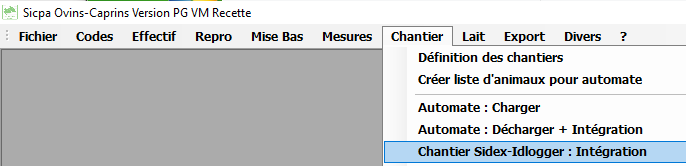 Sicpa Ovins-Caprins Version PG VM Recette
Fichier Codes Effectif Repro Mise Bas Mesures Chantier Lait Export Divers ?
Définition des chantiers
Créer liste d'animaux pour automate
Automate : Charger
Automate : Décharger + Intégration
Chantier Sidex-Idlogger : Intégration